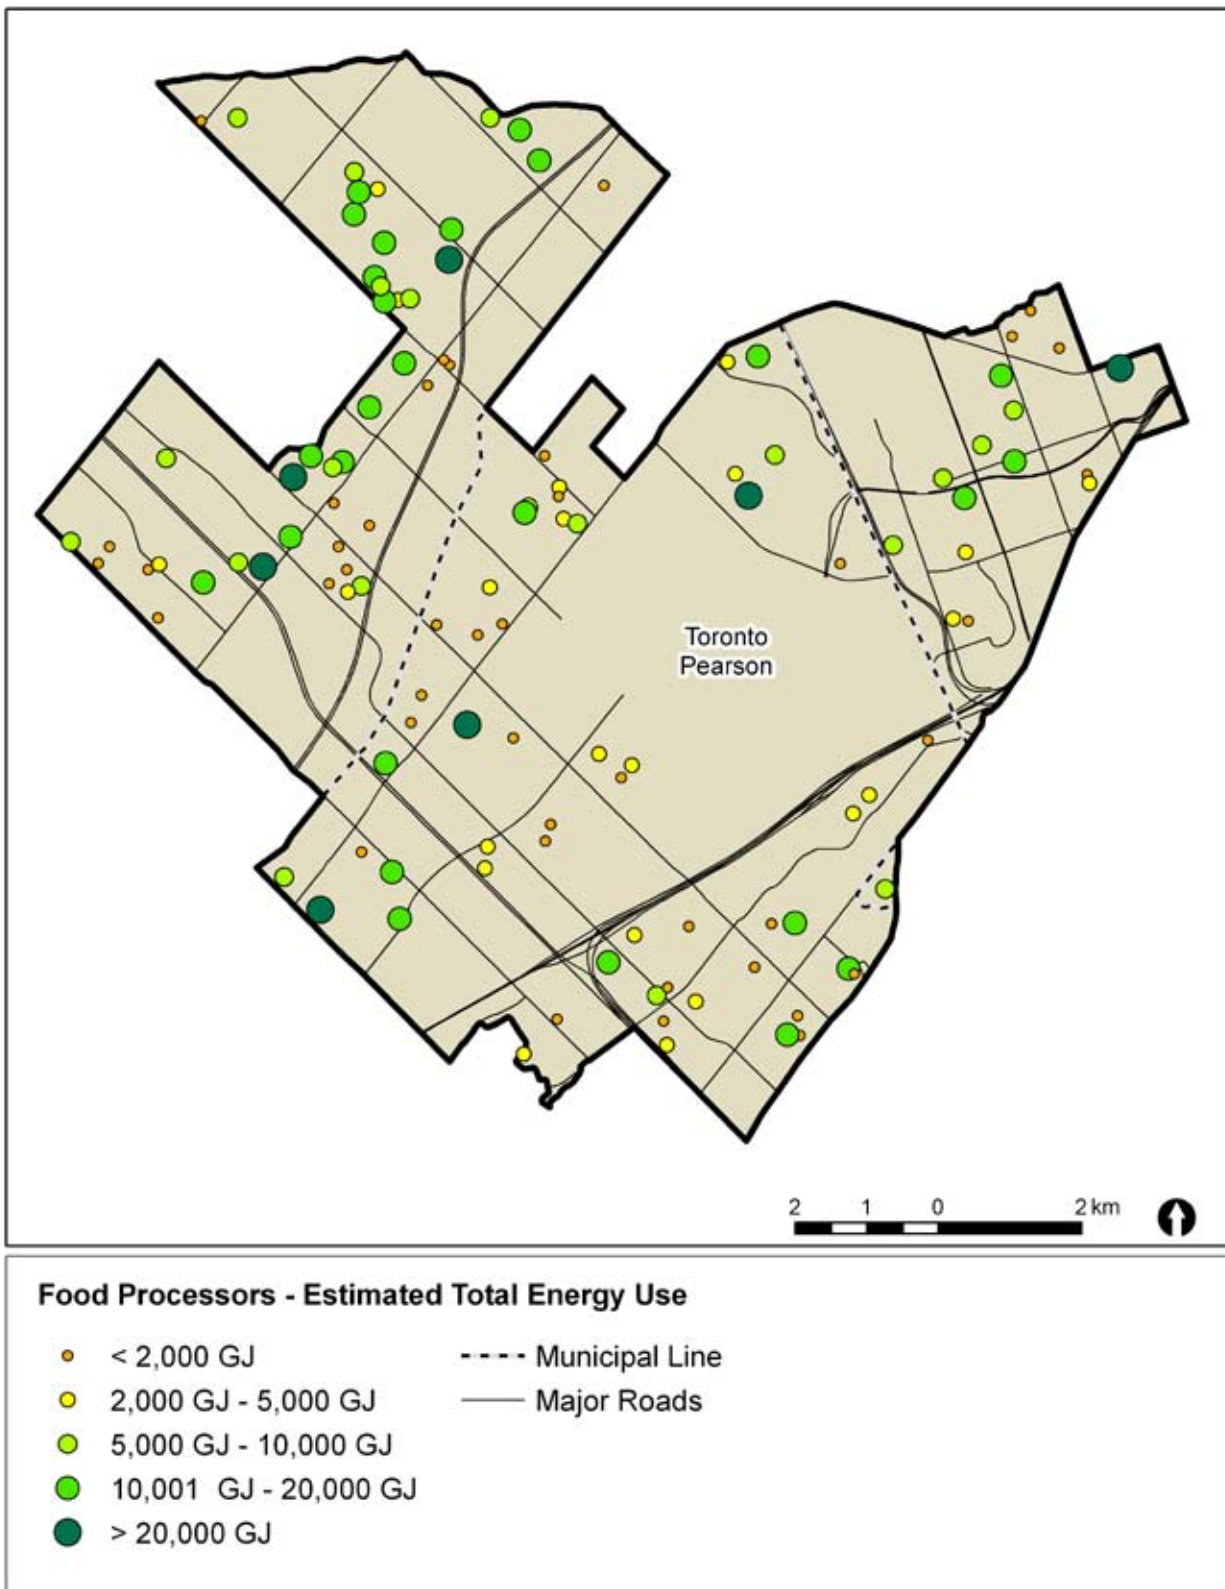 Toronto
Pearson
2 1 0 2 km
Food Processors - Estimated Total Energy Use
< 2,000 GJ
2,000 GJ - 5,000 GJ
5,000 GJ - 10,000 GJ
10,001 GJ - 20,000 GJ
> 20,000 GJ
Municipal Line
Major Roads